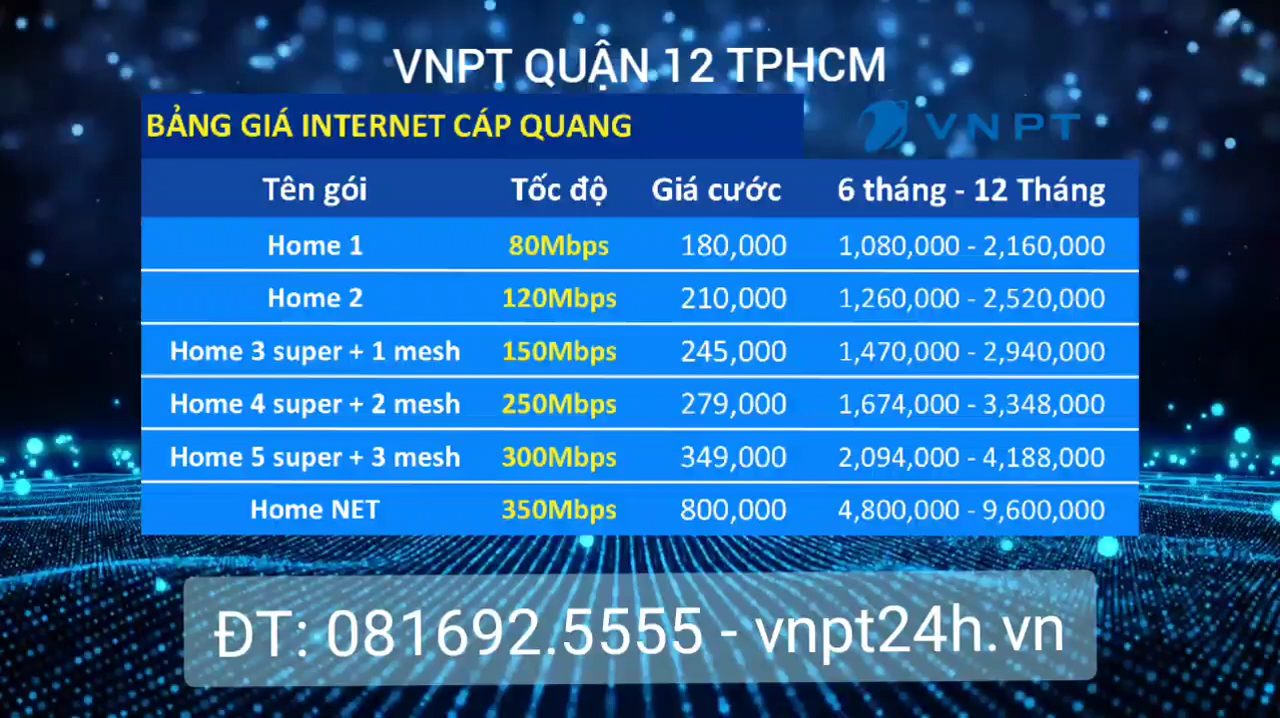 VNPT QUẬN 12 TPHCM
BẢNG GIÁ INTERNET CÁP QUANG
VNPT
Tên gói Tốc độ Giá cước 6 tháng - 12 Tháng
Home 1 80Mbps 180,000 1,080,000 - 2,160,000
Home 2 120Mbps 210,000 1,260,000 - 2,520,000
Home 3 super + 1 mesh 150Mbps 245,000 1,470,000 - 2,940,000
Home 4 super + 2 mesh 250Mbps 279,000 1,674,000 - 3,348,000
Home 5 super + 3 mesh 300Mbps 349,000 2,094,000 - 4,188,000
Home NET 350Mbps 800,000 4,800,000 - 9,600,000
ĐT: 081692.5555 - vnpt24h.vn